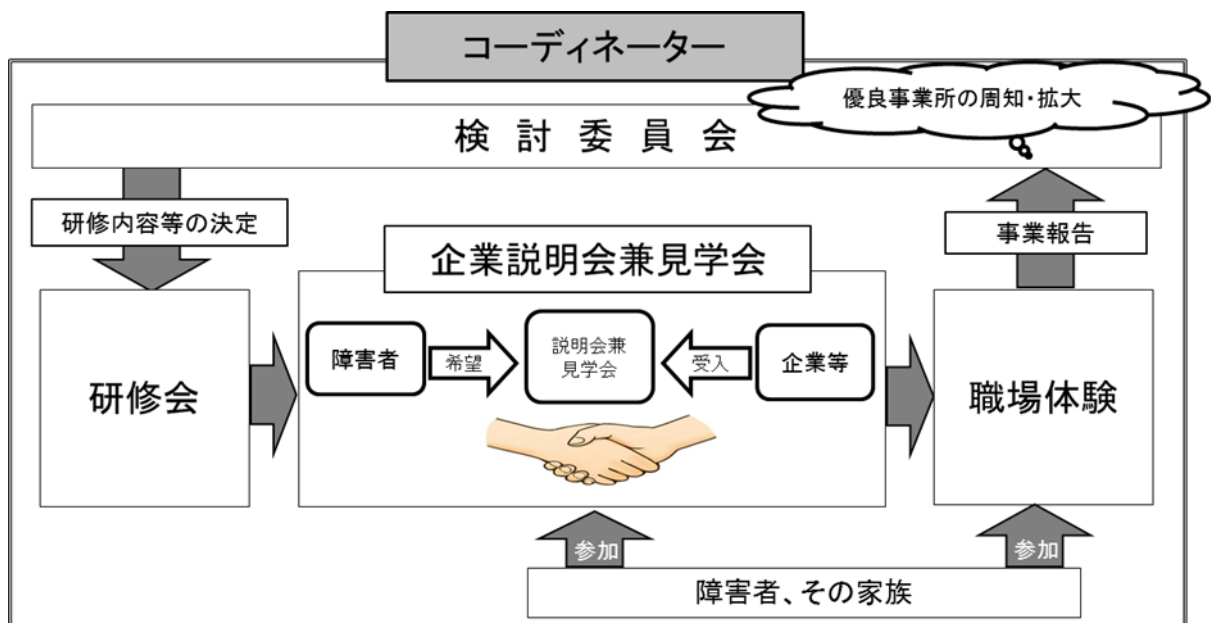 コーディネーター
優良事業所の周知・拡大
検討委員会
研修内容等の決定
事業報告
企業説明会兼見学会
研修会
障害者
希望
説明会兼
見学会
受入
企業等
職場体験
参加
参加
障害者、その家族